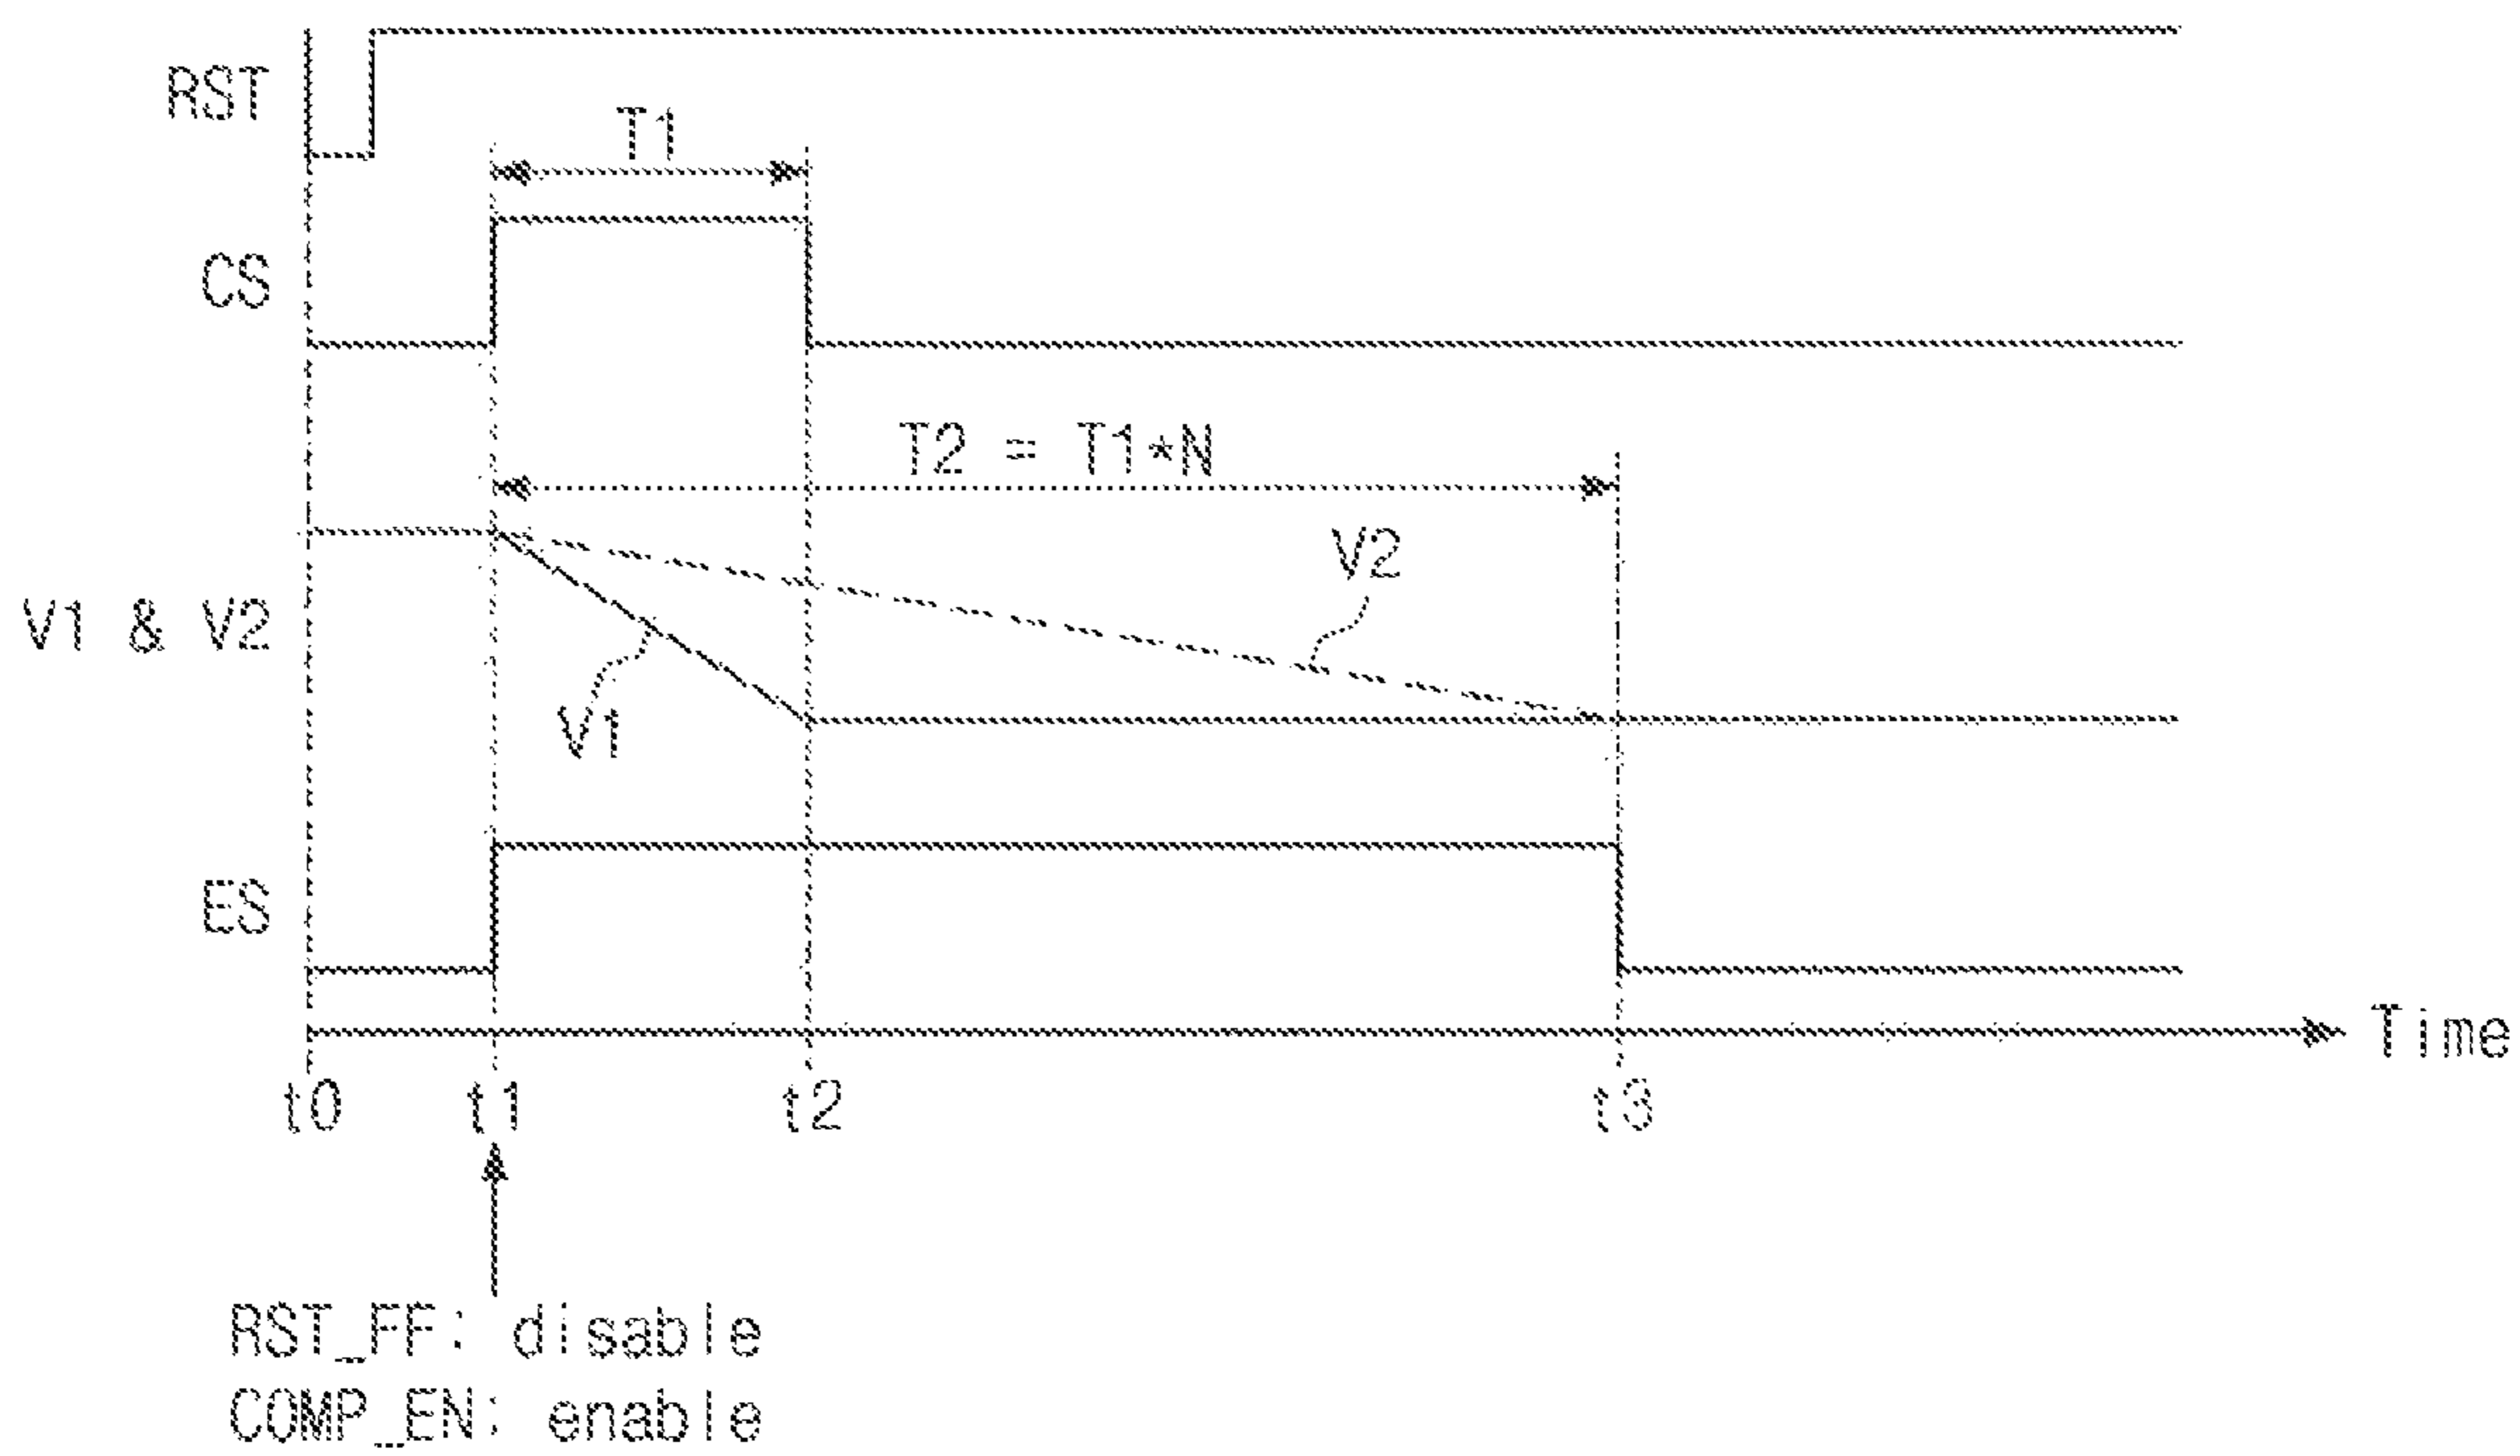 RST
T1
CS
T2 = T1*N
V2
V1 & V2
V1
ES
Time
t0 t1 t2 t3
RST_FF: disable
COMP_EN: enable